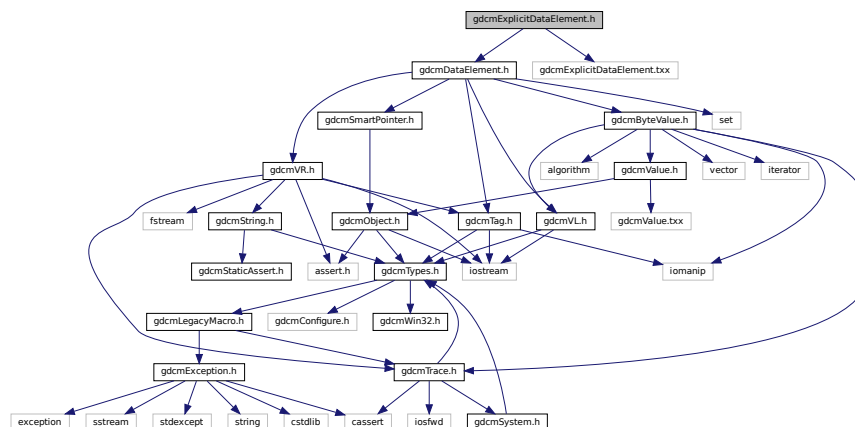 gdcmExplicitDataElement.h
gdcmDataElement.h
gdcmExplicitDataElement.txx
gdcmSmartPointer.h
gdcmByteValue.h
set
gdcmVR.h
algorithm
gdcmValue.h
vector
iterator
fstream
gdcmString.h
gdcmObject.h
gdcmTag.h
gdcmVL.h
gdcmValue.txx
gdcmStaticAssert.h
assert.h
gdcmTypes.h
iostream
iomanip
gdcmLegacyMacro.h
gdcmConfigure.h
gdcmWin32.h
gdcmException.h
gdcmTrace.h
exception
sstream
stdexcept
string
cstdlib
cassert
iosfwd
gdcmSystem.h